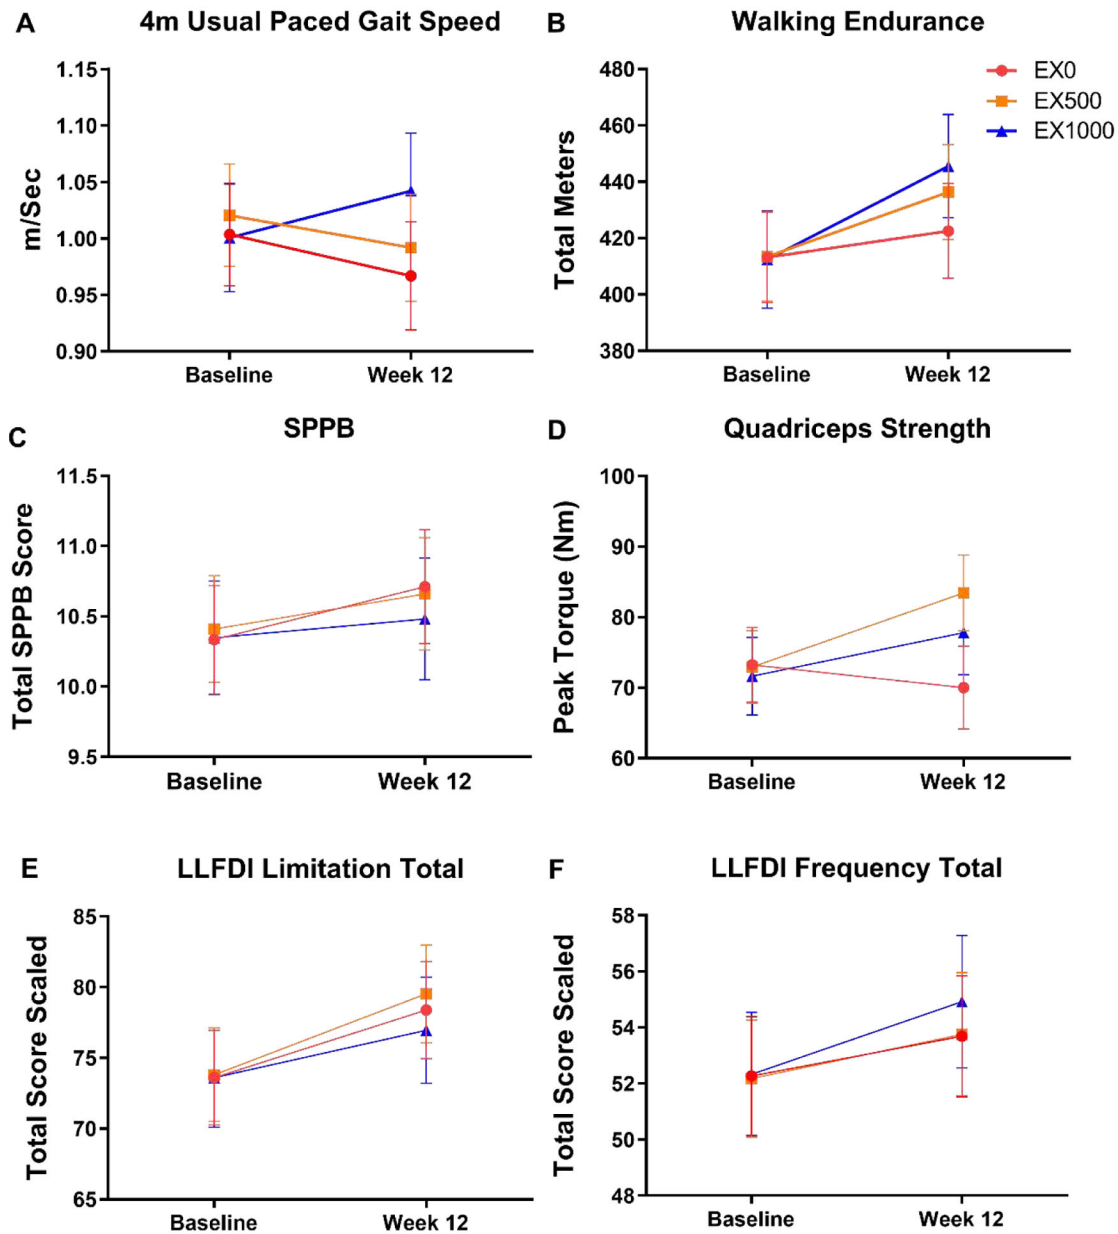 A
4m Usual Paced Gait Speed
m/Sec
1.15
1.10
1.05
1.00
0.95
0.90
Baseline
Week 12
B
Walking Endurance
Total Meters
480
460
440
420
400
380
Baseline
Week 12
EX0
EX500
EX1000
C
SPPB
Total SPPB Score
11.5
11.0
10.5
10.0
9.5
Baseline
Week 12
D
Quadriceps Strength
Peak Torque (Nm)
100
90
80
70
60
Baseline
Week 12
E
LLFDI Limitation Total
Total Score Scaled
85
80
75
70
65
Baseline
Week 12
F
LLFDI Frequency Total
Total Score Scaled
58
56
54
52
50
48
Baseline
Week 12